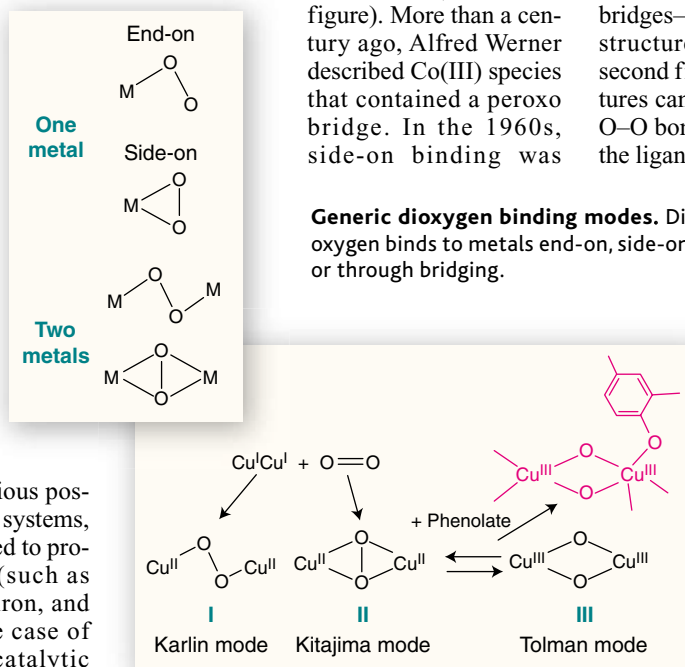 End-on
M
O
O
One
metal
Side-on
M
O
O
M
O
O
M
Two
metals
M
O
O
M
figure). More than a cen-
tury ago, Alfred Werner
described Co(III) species
that contained a peroxo
bridge. In the 1960s,
side-on binding was
bridges–
structure
second f
tures can
O–O bon
the ligan
Generic dioxygen binding modes. Di
oxygen binds to metals end-on, side-on
or through bridging.
ious pos-
systems,
ed to pro-
(such as
iron, and
e case of
catalytic
CuICuI + O=O
+ Phenolate
O
O
CuIII
O
CuIII
O
CuII
O
O
CuII
I
Karlin mode
CuII
O
O
CuII
II
Kitajima mode
CuIII
O
O
CuIII
III
Tolman mode